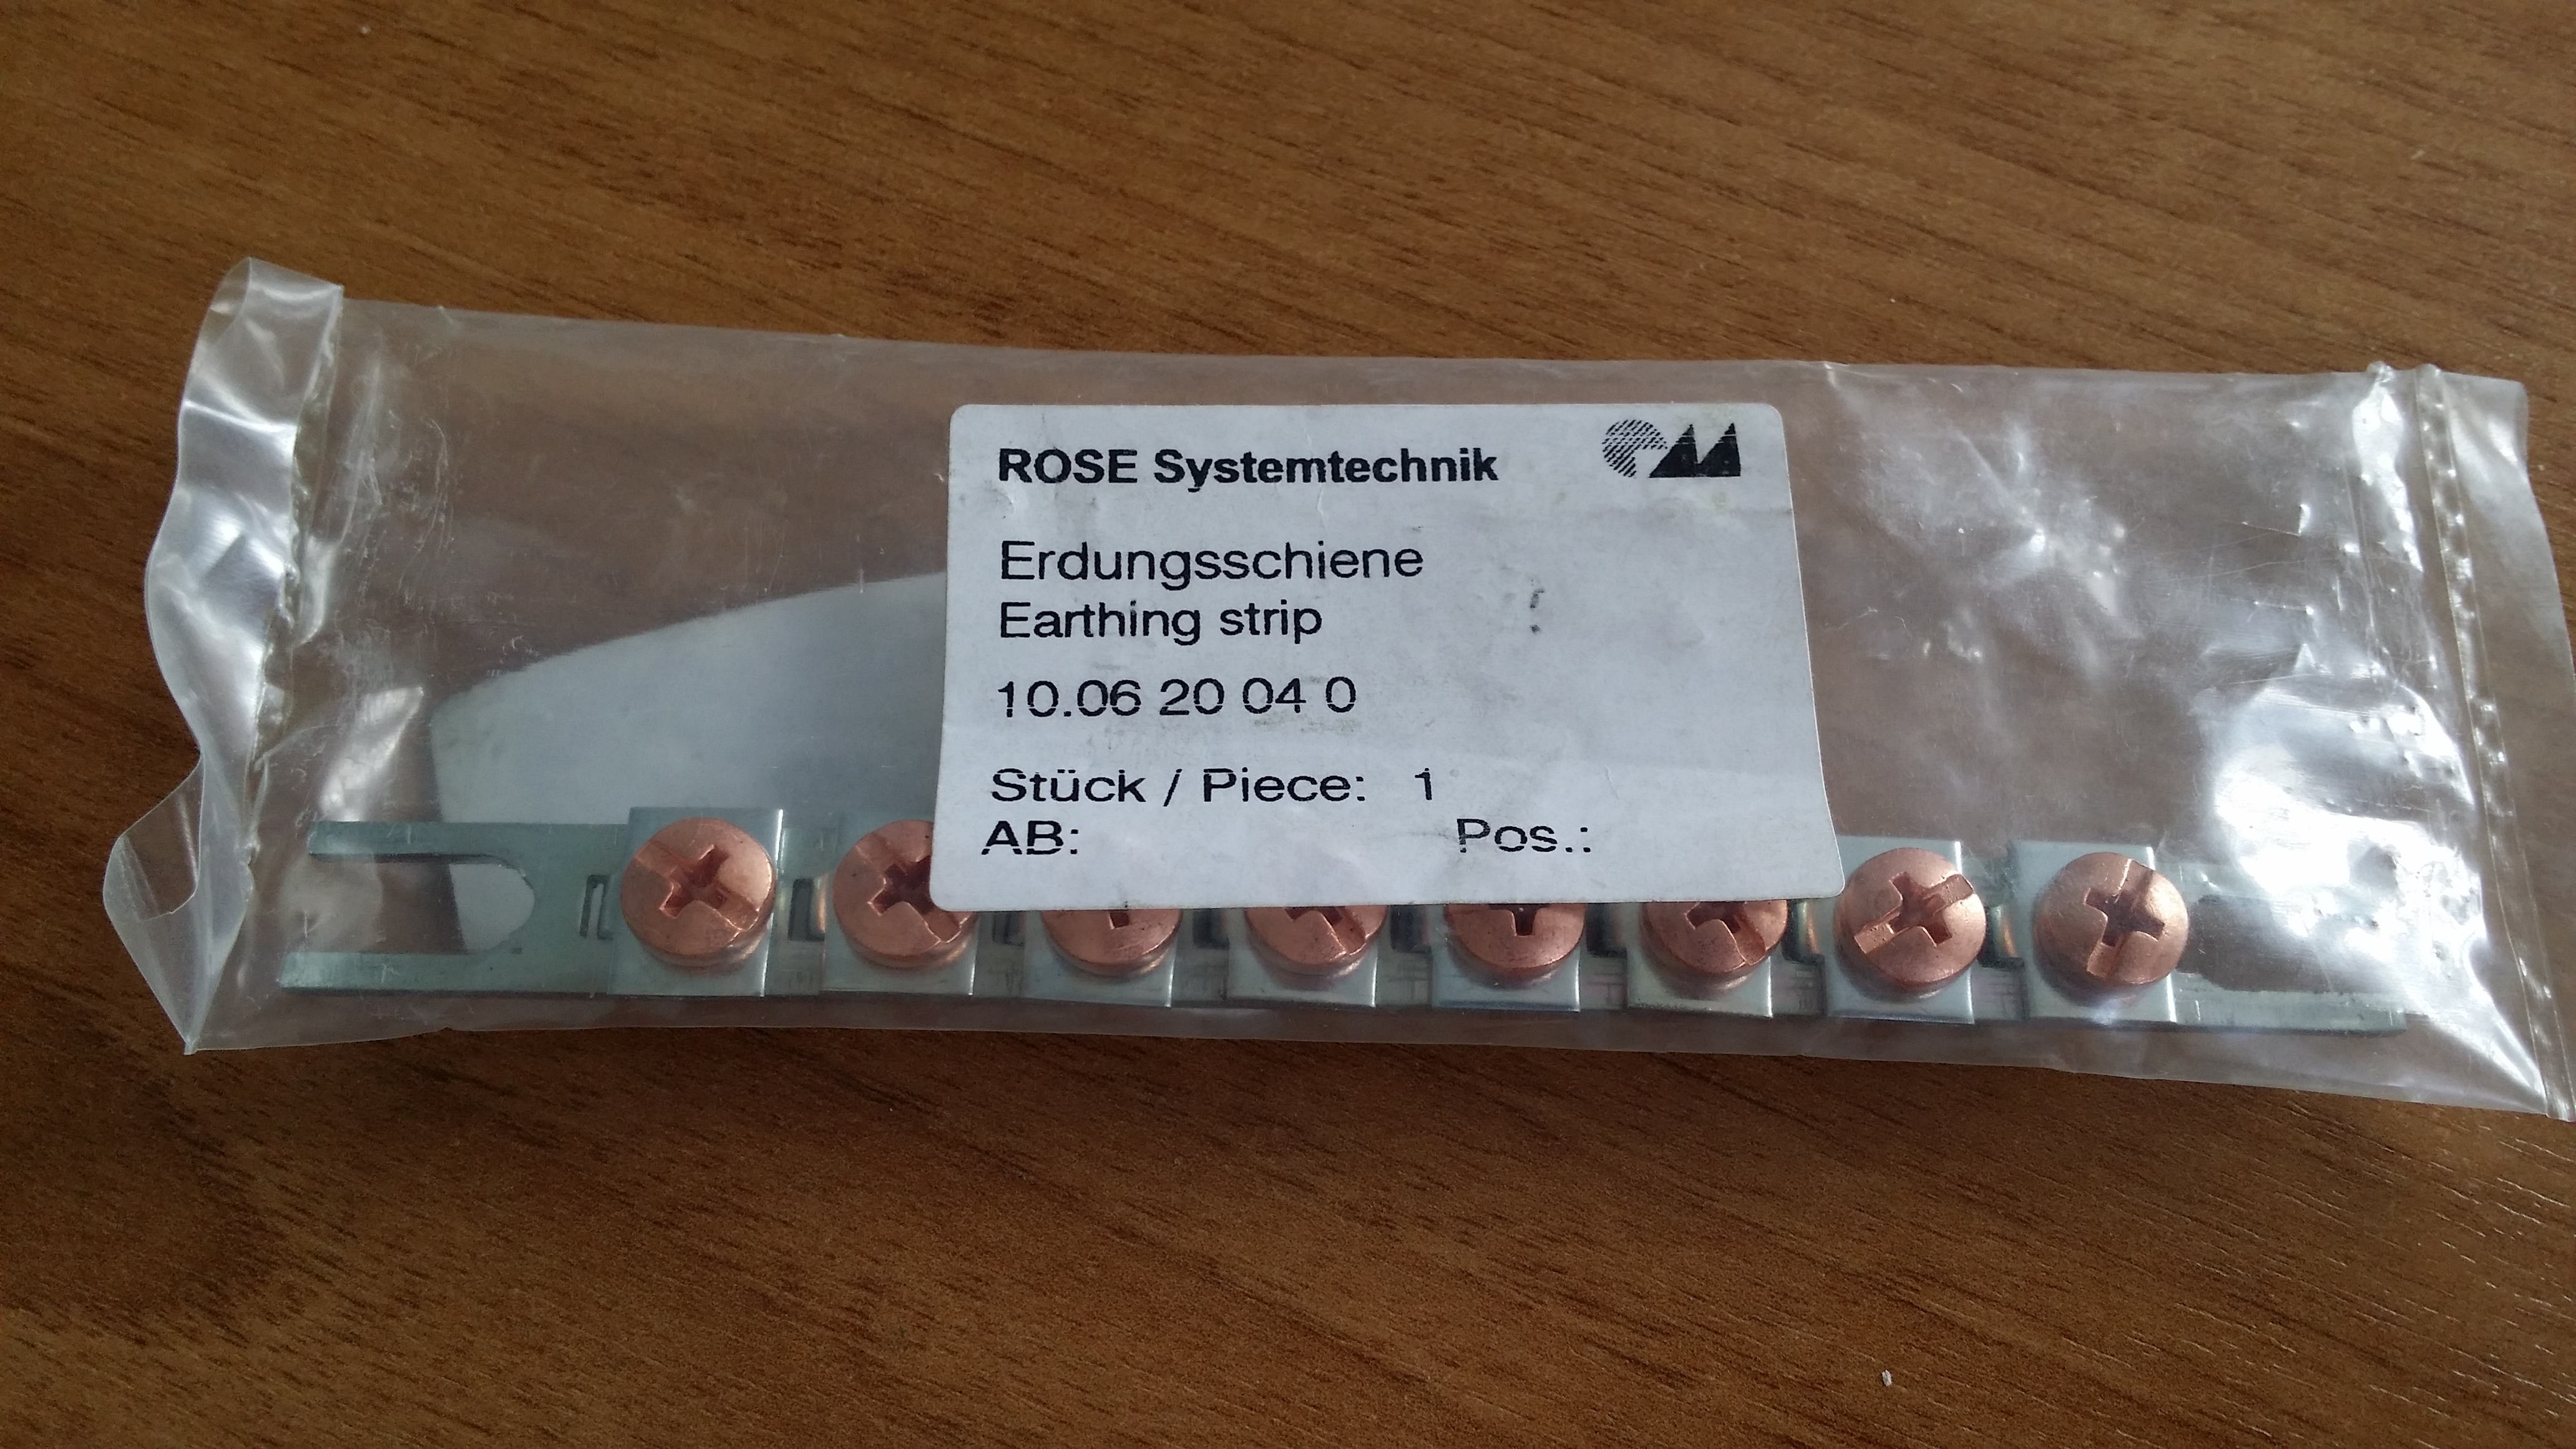 ROSE Systemtechnik
Erdungsschiene
Earthing strip
10.06 20 04 0
Stück / Piece: 1
AB: Pos.: